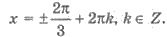 x = ± 2π/3 + 2πk, k ∈ Z.